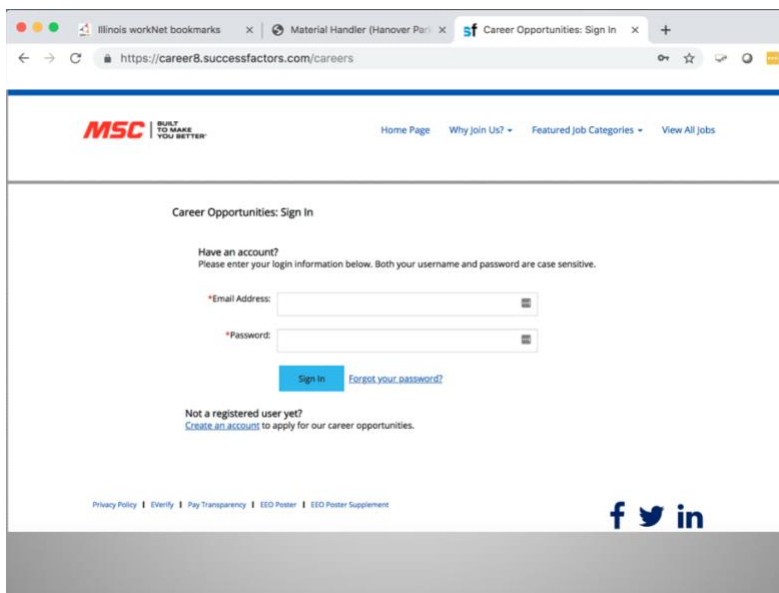 Illinois workNet bookmarks
Material Handler (Hanover Par
sf Career Opportunities: Sign In
https://career8.successfactors.com/careers
MSC BUILT
TO MAKE
YOU BETTER
Home Page Why Join Us? Featured Job Categories View All Jobs
Career Opportunities: Sign In
Have an account?
Please enter your login information below. Both your username and password are case sensitive.
*Email Address:
*Password:
Sign In Forgot your password?
Not a registered user yet?
Create an account to apply for our career opportunities.
Privacy Policy | EVerify | Pay Transparency | EEO Poster | EEO Poster Supplement
f in